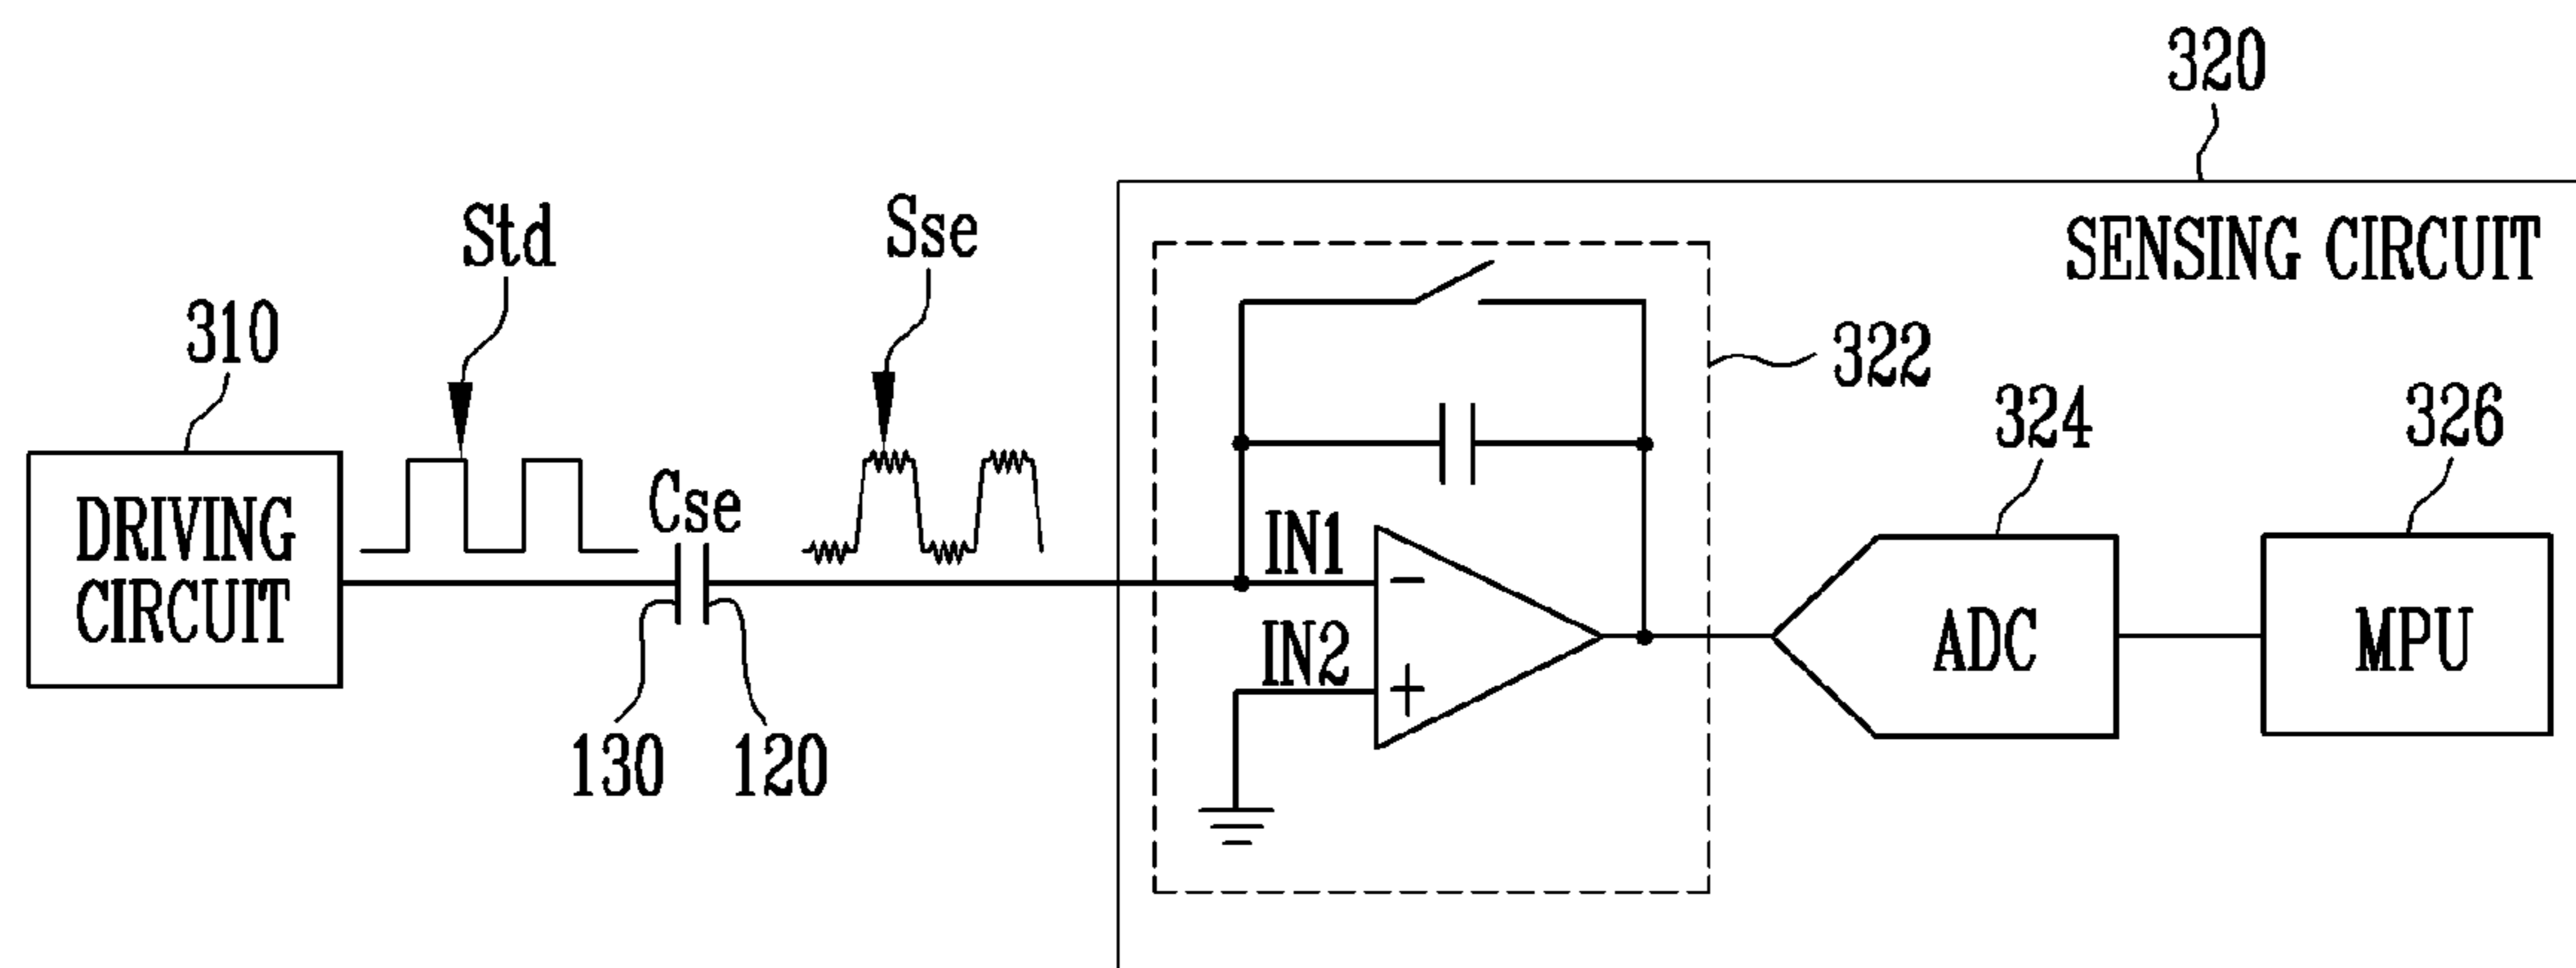 320
SENSING CIRCUIT
Std
Sse
310
322
324
326
DRIVING
CIRCUIT
Cse
IN1
−
IN2
+
ADC
MPU
130
120